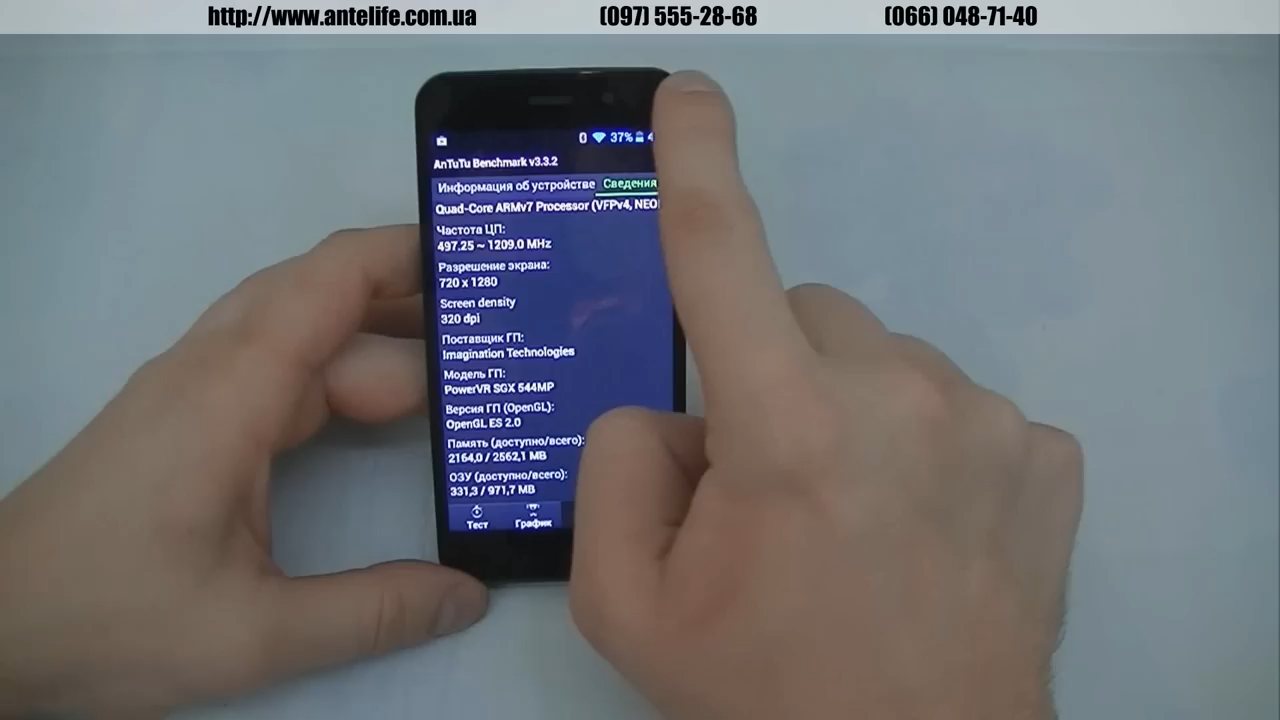 http://www.antelife.com.ua (097) 555-28-68 (066) 048-71-40
37%
AnTuTu Benchmark v3.3.2
Информация об устройстве Сведения
Quad-Core ARMv7 Processor (VFPv4, NEO
Частота ЦП:
497.25 ~ 1209.0 MHz
Разрешение экрана:
720 x 1280
Screen density
320 dpi
Поставщик ГП:
Imagination Technologies
Модель ГП:
PowerVR SGX 544MP
Версия ГП (OpenGL):
OpenGL ES 2.0
Память (доступно/всего):
2164,0 / 2562,1 MB
ОЗУ (доступно/всего):
331,3 / 971,7 MB
Тест График